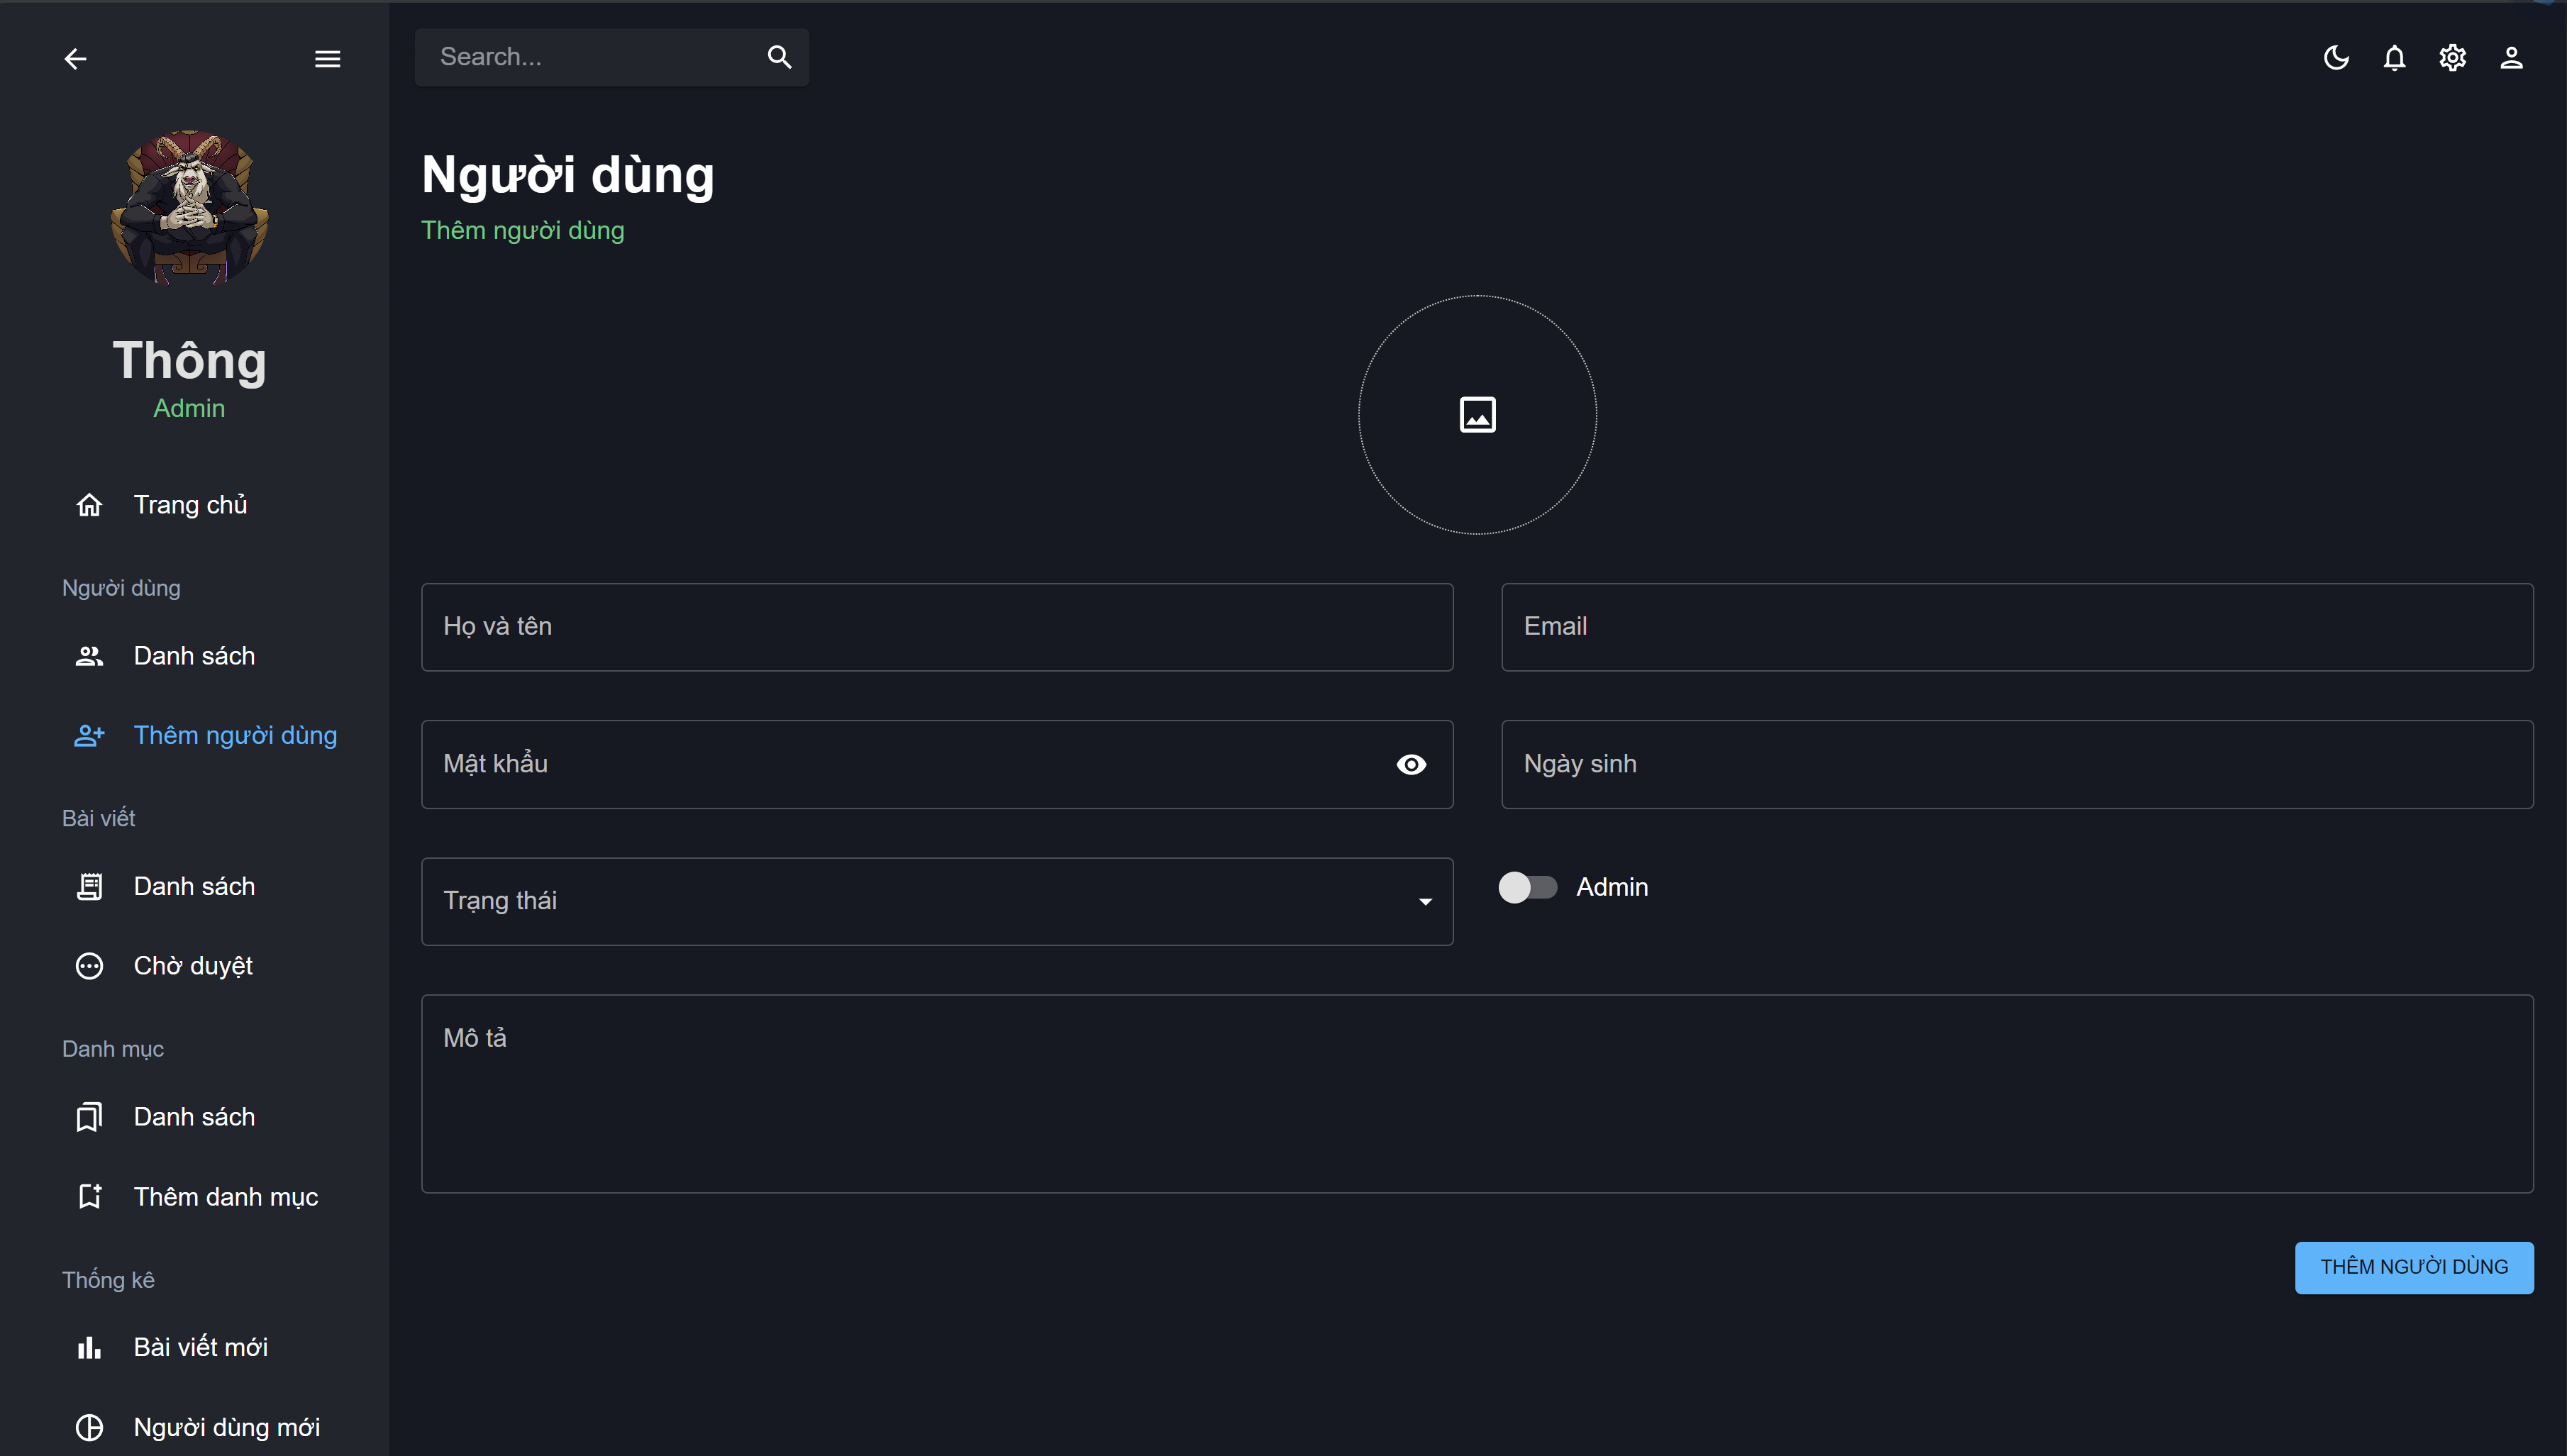 Search...
Thông
Admin
Trang chủ
Người dùng
Danh sách
Thêm người dùng
Bài viết
Danh sách
Chờ duyệt
Danh mục
Danh sách
Thêm danh mục
Thống kê
Bài viết mới
Người dùng mới
Người dùng
Thêm người dùng
Họ và tên
Email
Mật khẩu
Ngày sinh
Trạng thái
Admin
Mô tả
THÊM NGƯỜI DÙNG